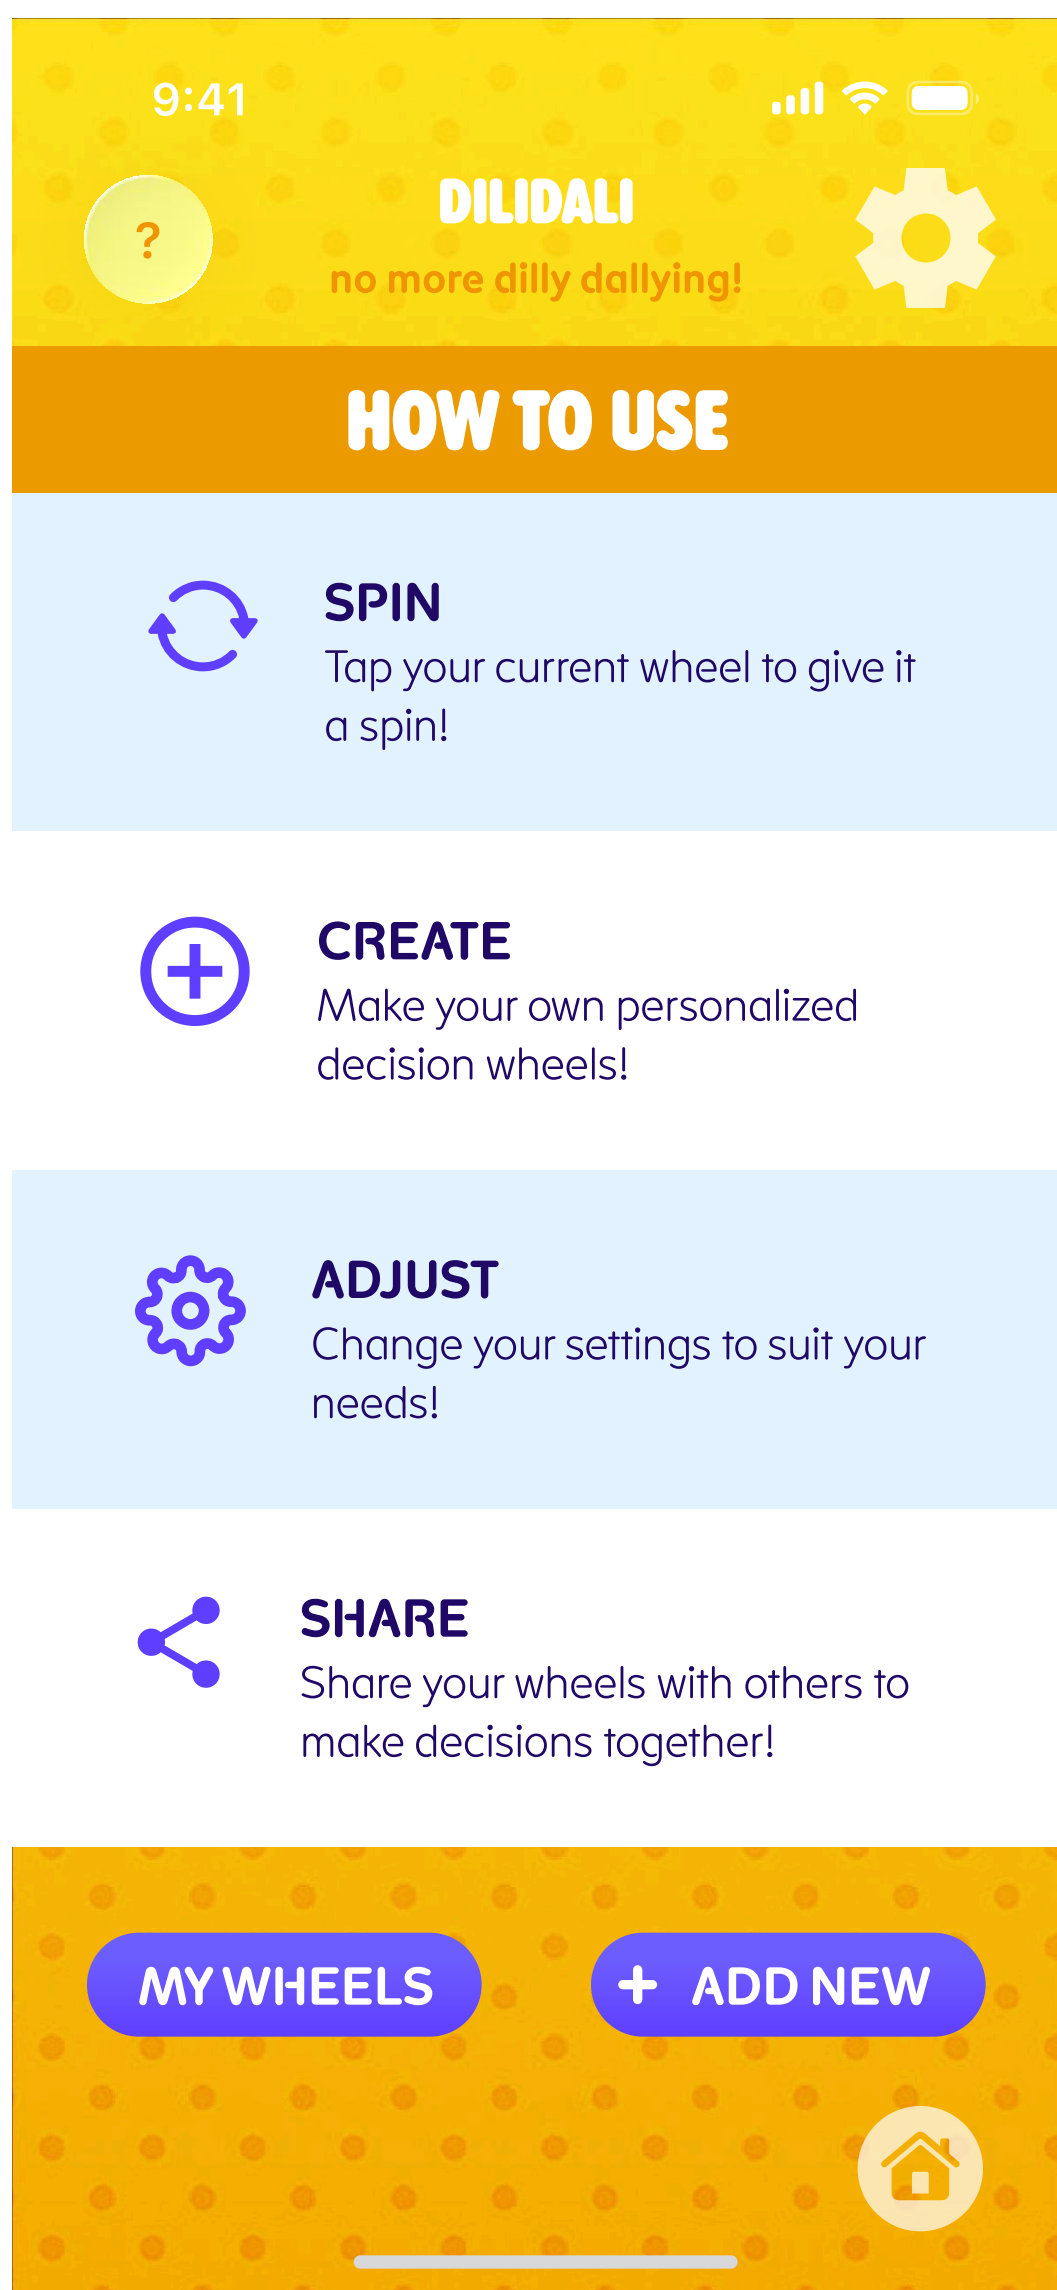 9:41
?
DILIDALI
no more dilly dallying!
HOW TO USE
SPIN
Tap your current wheel to give it
a spin!
CREATE
Make your own personalized
decision wheels!
ADJUST
Change your settings to suit your
needs!
SHARE
Share your wheels with others to
make decisions together!
MY WHEELS
+ ADD NEW